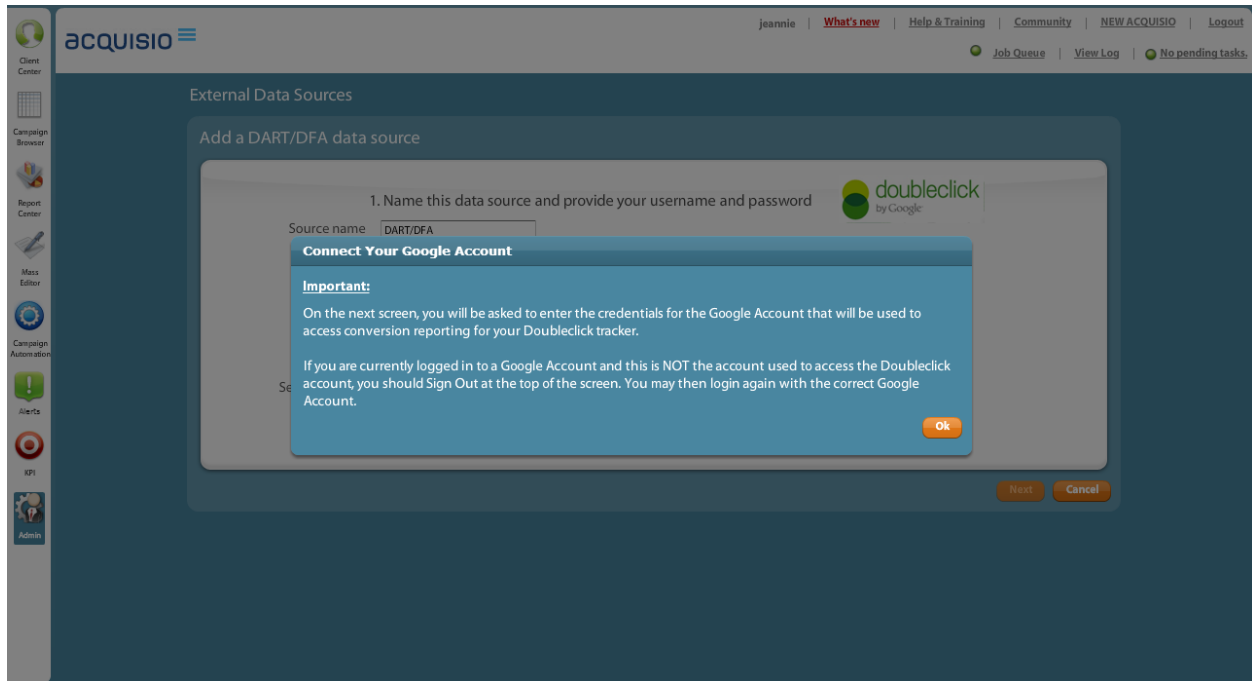 jeannie | What's new | Help & Training | Community | NEW ACQUISIO | Logout
acquisio
Job Queue | View Log | No pending tasks.
Client
Center
Campaign
Browser
Report
Center
Mass
Editor
Campaign
Automation
Alerts
KPI
Admin
External Data Sources
Add a DART/DFA data source
1. Name this data source and provide your username and password
doubleclick
by Google
Source name DART/DFA
Connect Your Google Account
Important:
On the next screen, you will be asked to enter the credentials for the Google Account that will be used to
access conversion reporting for your Doubleclick tracker.
If you are currently logged in to a Google Account and this is NOT the account used to access the Doubleclick
account, you should Sign Out at the top of the screen. You may then login again with the correct Google
Account.
Se
Ok
Next Cancel